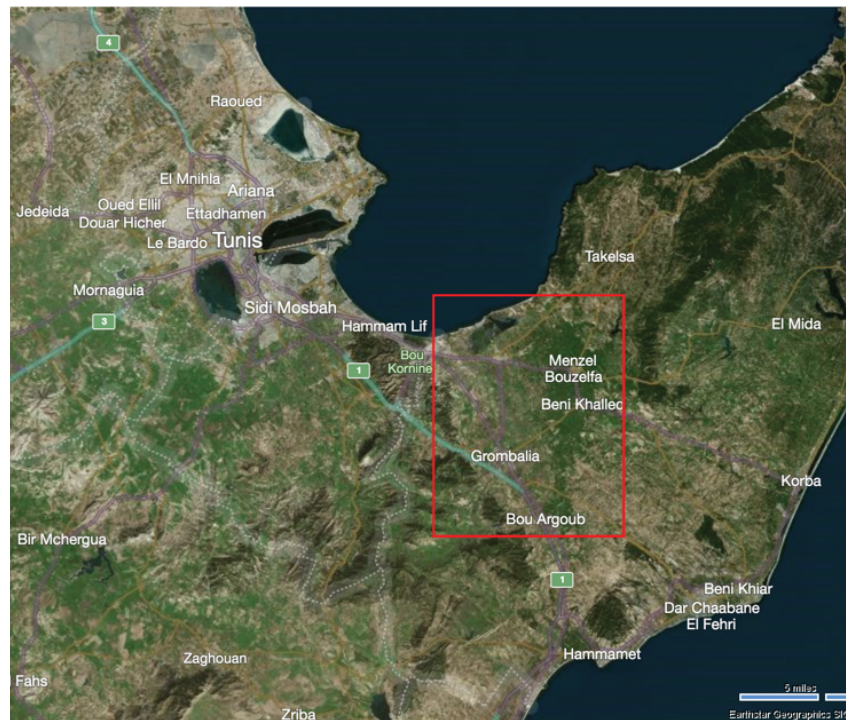 4
Raoued
El Mnihla
Ariana
Oued Ellil
Ettadhamen
Jedeida
Douar Hicher
Le Bardo
Tunis
Takelsa
Mornaguia
Sidi Mosbah
3
Hammam Lif
El Mida
Bou
Kornine
1
Menzel
Bouzelfa
Beni Khalled
Grombalia
Korba
Bou Argoub
Bir Mchergua
1
Beni Khiar
Dar Chaabane
El Fehri
Hammamet
Zaghouan
Fahs
5 miles
Zriba
Earthstar Geographics